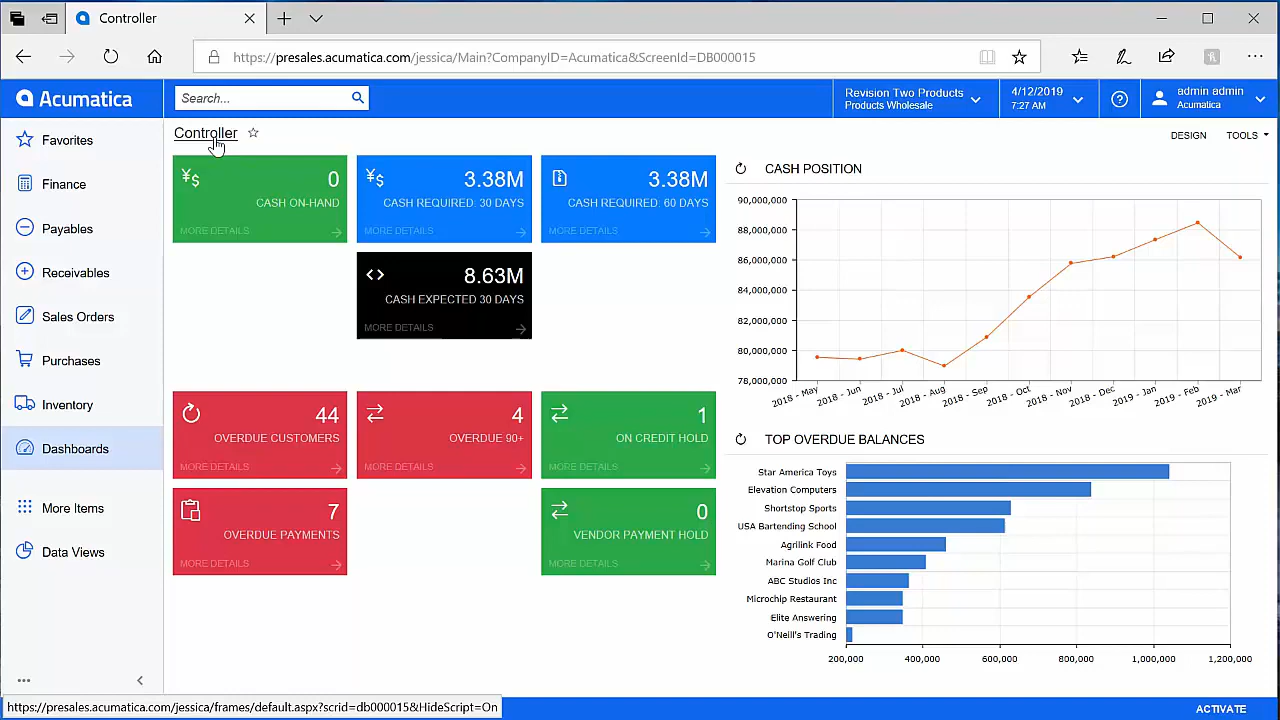 Controller
https://presales.acumatica.com/jessica/Main?CompanyID=Acumatica&ScreenId=DB000015
Acumatica
Search...
Revision Two Products
Products Wholesale
4/12/2019
7:27 AM
?
admin admin
Acumatica
Favorites
Finance
Payables
Receivables
Sales Orders
Purchases
Inventory
Dashboards
More Items
Data Views
Controller
DESIGN
TOOLS
¥$
0
CASH ON-HAND
MORE DETAILS
¥$
3.38M
CASH REQUIRED: 30 DAYS
MORE DETAILS
3.38M
CASH REQUIRED: 60 DAYS
MORE DETAILS
8.63M
CASH EXPECTED 30 DAYS
MORE DETAILS
44
OVERDUE CUSTOMERS
MORE DETAILS
4
OVERDUE 90+
MORE DETAILS
1
ON CREDIT HOLD
MORE DETAILS
7
OVERDUE PAYMENTS
MORE DETAILS
0
VENDOR PAYMENT HOLD
MORE DETAILS
CASH POSITION
90,000,000
88,000,000
86,000,000
84,000,000
82,000,000
80,000,000
78,000,000
2018 - May
2018 - Jun
2018 - Jul
2018 - Aug
2018 - Sep
2018 - Oct
2018 - Nov
2018 - Dec
2019 - Jan
2019 - Feb
2019 - Mar
TOP OVERDUE BALANCES
Star America Toys
Elevation Computers
Shortstop Sports
USA Bartending School
Agrilink Food
Marina Golf Club
ABC Studios Inc
Microchip Restaurant
Elite Answering
O'Neill's Trading
200,000
400,000
600,000
800,000
1,000,000
1,200,000
https://presales.acumatica.com/jessica/frames/default.aspx?scrid=db000015&HideScript=On
ACTIVATE